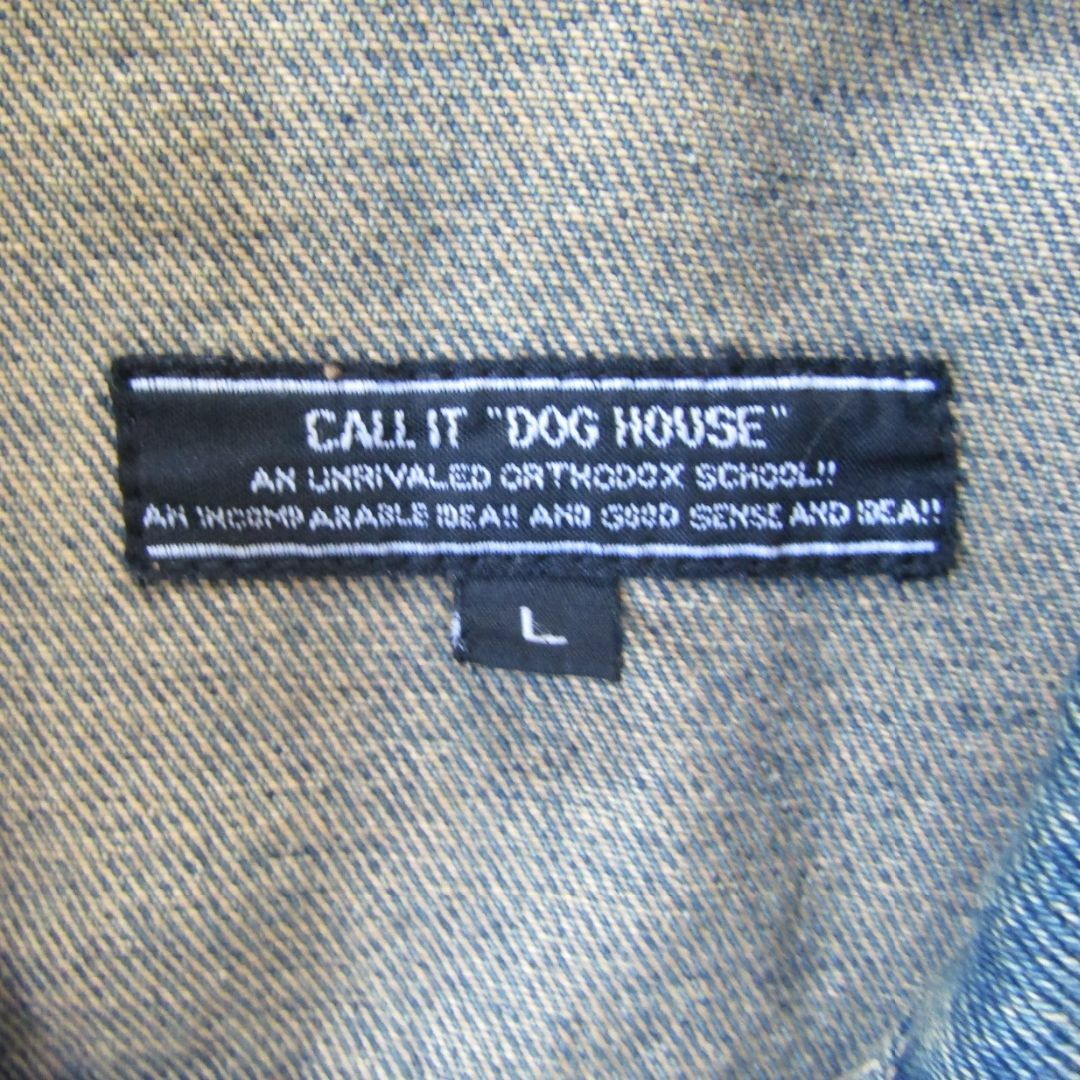 CALL IT "DOG HOUSE"
AN UNRIVALED ORTHODOX SCHOOL!!
AN INCOMPARABLE IDEA!! AND GOOD SENSE AND IDEA!!
L